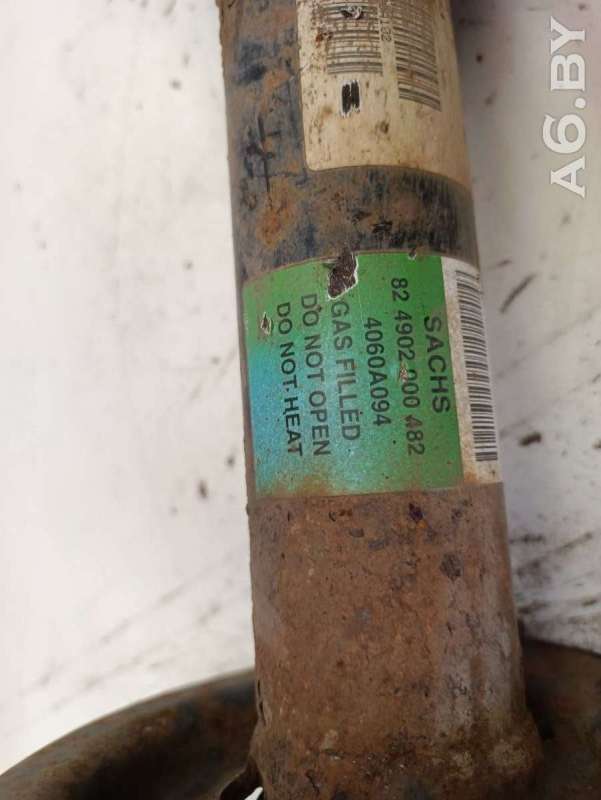 SACHS
82 4902 000 482
4060A094
GAS FILLED
DO NOT OPEN
DO NOT HEAT
A6.BY